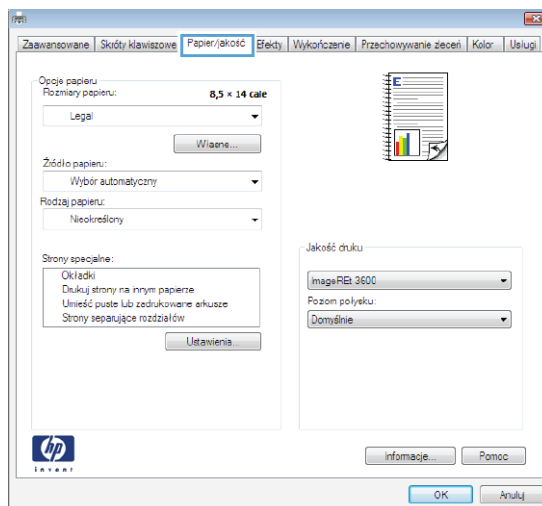 Zaawansowane Skróty klawiszowe Papier/jakość Efekty Wykończenie Przechowywanie zleceń Kolor Usługi
Opcje papieru
Rozmiary papieru: 8,5 × 14 cale
Legal
Własne...
Źródło papieru:
Wybór automatyczny
Rodzaj papieru:
Nieokreślony
Strony specjalne:
Okładki
Drukuj strony na innym papierze
Umieść puste lub zadrukowane arkusze
Strony separujące rozdziałów
Ustawienia...
E
Jakość druku
ImageREt 3600
Poziom połysku:
Domyślnie
hp
invent
Informacje... Pomoc
OK Anuluj